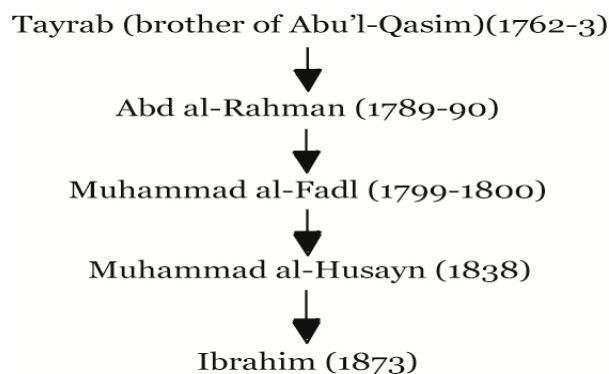 Tayrab (brother of Abu’l-Qasim)(1762-3)
Abd al-Rahman (1789-90)
Muhammad al-Fadl (1799-1800)
Muhammad al-Husayn (1838)
Ibrahim (1873)